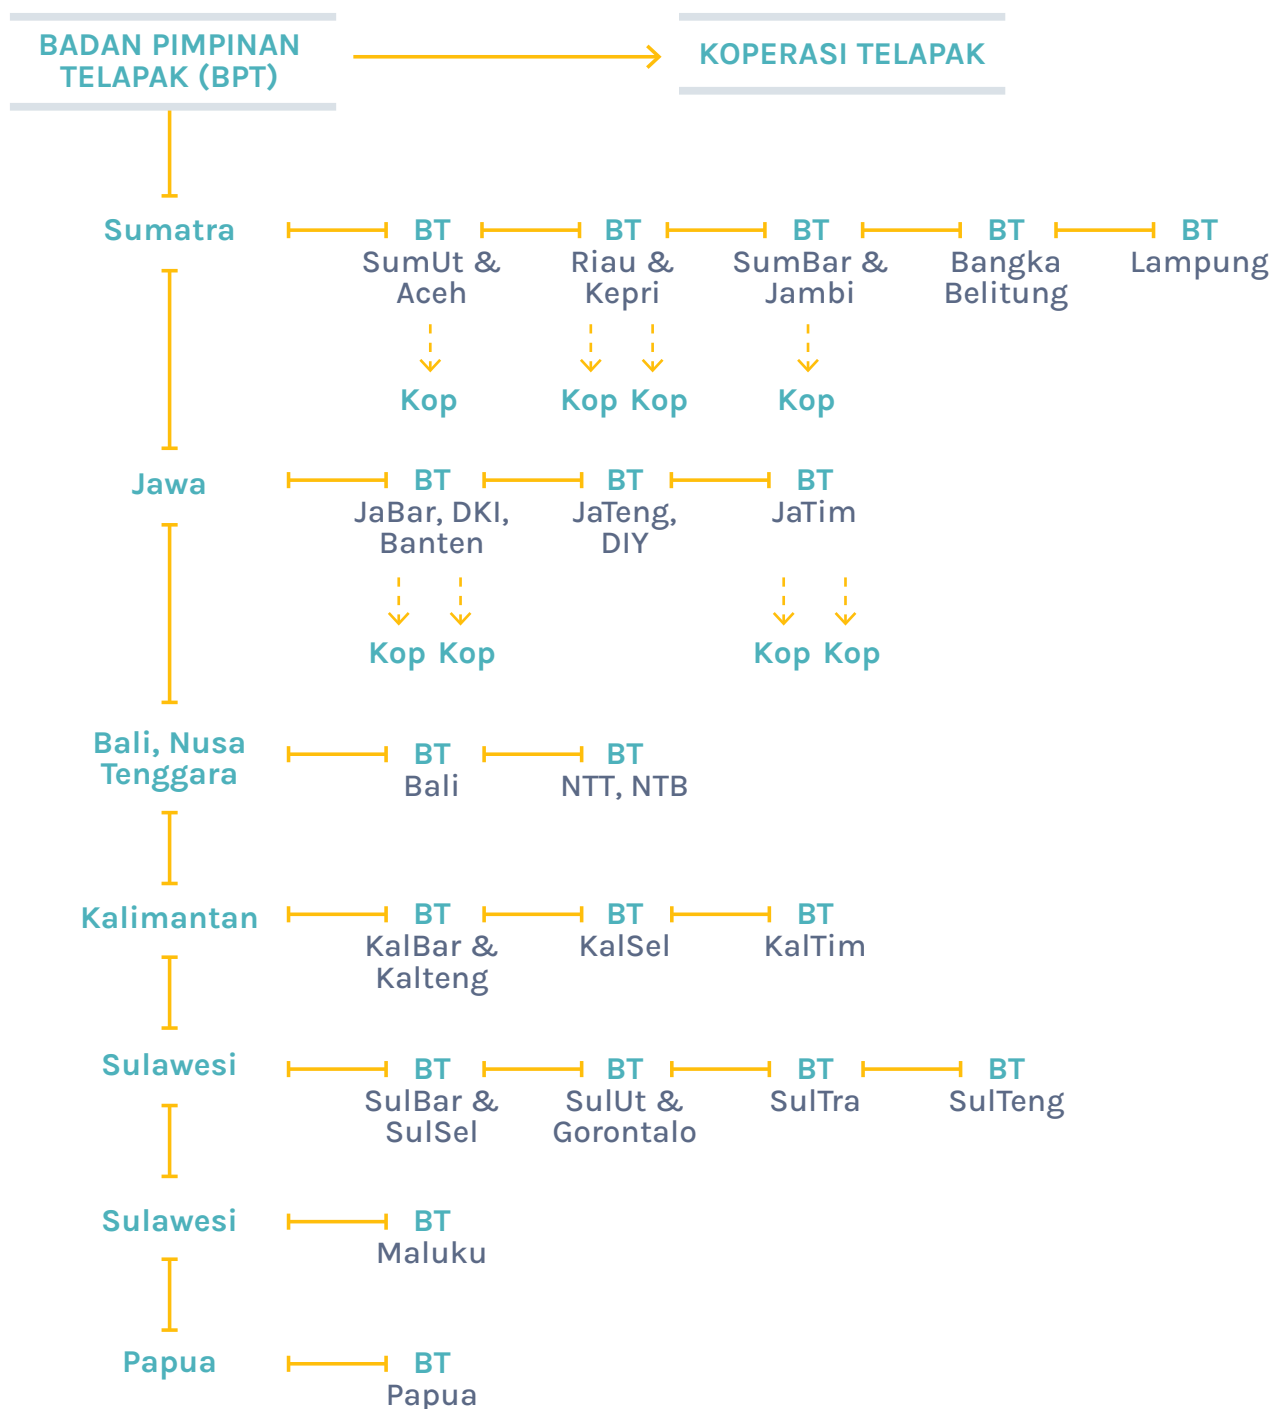 BADAN PIMPINAN
TELAPAK (BPT)
KOPERASI TELAPAK
Sumatra
BT
SumUt &
Aceh
BT
Riau &
Kepri
BT
SumBar &
Jambi
BT
Bangka
Belitung
BT
Lampung
Kop
Kop Kop
Kop
Jawa
BT
JaBar, DKI,
Banten
BT
JaTeng,
DIY
BT
JaTim
Kop Kop
Kop Kop
Bali, Nusa
Tenggara
BT
Bali
BT
NTT, NTB
Kalimantan
BT
KalBar &
Kalteng
BT
KalSel
BT
KalTim
Sulawesi
BT
SulBar &
SulSel
BT
SulUt &
Gorontalo
BT
SulTra
BT
SulTeng
Sulawesi
BT
Maluku
Papua
BT
Papua